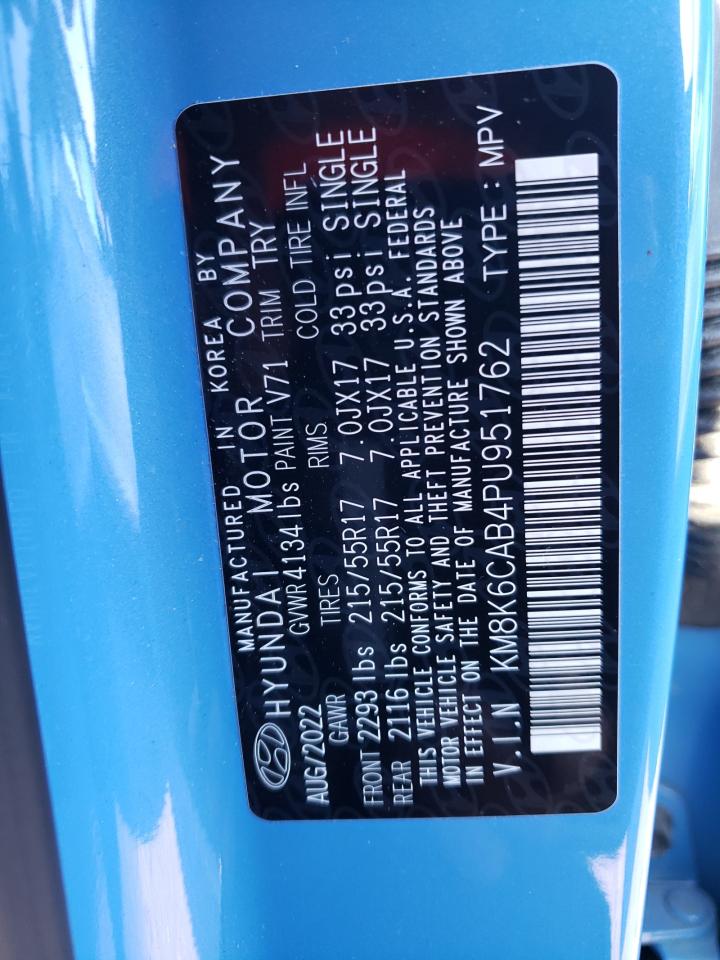 MANUFACTURED IN KOREA BY
HYUNDAI MOTOR COMPANY
AUG/2022 GVWR4134lbs PAINT V71 TRIM TRY
GAWR TIRES RIMS COLD TIRE INFL
FRONT 2293lbs 215/55R17 7.0JX17 33psi SINGLE
REAR 2116lbs 215/55R17 7.0JX17 33psi SINGLE
THIS VEHICLE CONFORMS TO ALL APPLICABLE U.S.A. FEDERAL
MOTOR VEHICLE SAFETY AND THEFT PREVENTION STANDARDS
IN EFFECT ON THE DATE OF MANUFACTURE SHOWN ABOVE
V.I.N KM8K6CAB4PU951762 TYPE : MPV